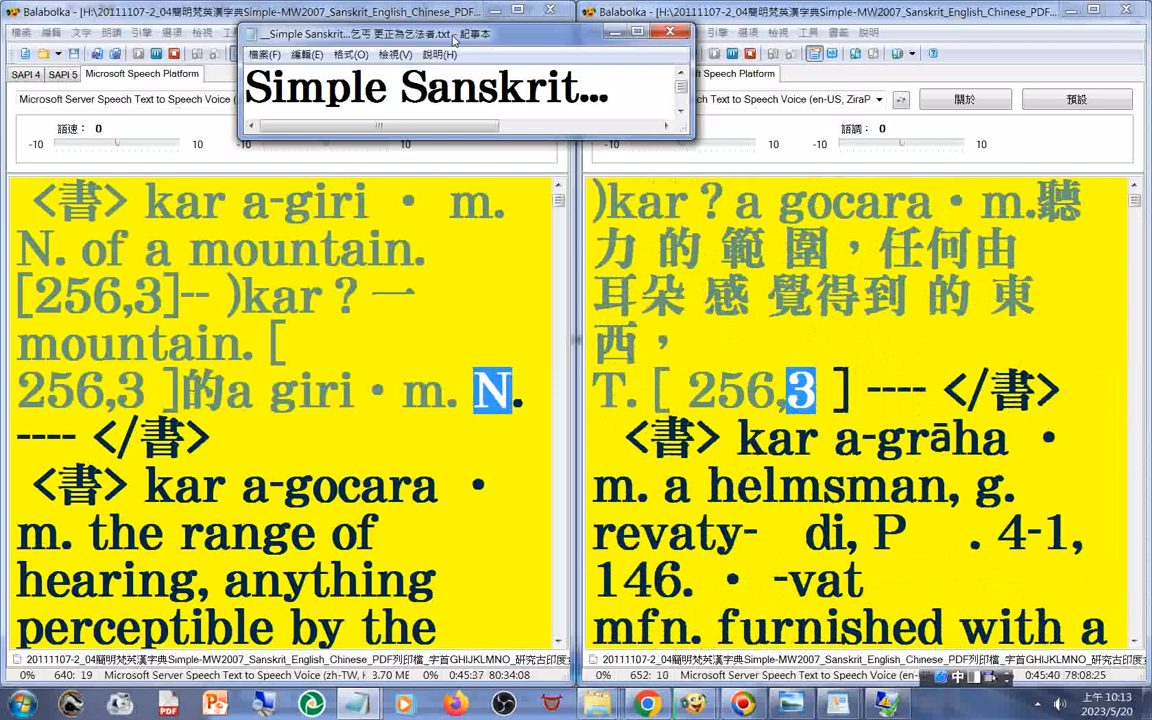 Balabolka - [H:\20111107-2_04簡明梵英漢字典Simple-MW2007_Sanskrit_English_Chinese_PDF...
Balabolka - [H:\20111107-2_04簡明梵英漢字典Simple-MW2007_Sanskrit_English_Chinese_PDF...
__Simple Sanskrit...乞丐 更正為乞法者.txt - 記事本
檔案(F) 編輯(E) 格式(O) 檢視(V) 說明(H)
Simple Sanskrit...
檔案 編輯 文字 朗讀
SAPI 4 SAPI 5 Microsoft Speech Platform
t Speech Platform
Microsoft Server Speech Text to Speech Voice (
Microsoft Server Speech Text to Speech Voice (en-US, ZiraP
關於
預設
語速: 0
語調: 0
-10 10 -10 10
-10 10 -10 10
<書> kar a-giri • m.
N. of a mountain.
[256,3]-- )kar?一
mountain. [
256,3 ]的a giri•m. N.
---- </書>
<書> kar a-gocara •
m. the range of
hearing, anything
perceptible by the
)kar?a gocara•m.聽
力 的 範 圍,任何由
耳朵 感 覺得到 的 東
西,
T. [ 256,3 ] ---- </書>
<書> kar a-grāha •
m. a helmsman, g.
revaty- di, P . 4-1,
146. • -vat
mfn. furnished with a
20111107-2_04簡明梵英漢字典Simple-MW2007_Sanskrit_English_Chinese_PDF列印檔_字首GHIJKLMNO_研究古印度
20111107-2_04簡明梵英漢字典Simple-MW2007_Sanskrit_English_Chinese_PDF列印檔_字首GHIJKLMNO_研究古印度
0% 640: 19 Microsoft Server Speech Text to Speech Voice (zh-TW, H 3.70 ME 0% 0:45:37 80:34:08
0% 652: 10 Microsoft Server Speech Text to Speech Voice 0% 0:45:40 78:08:25
中
上午 10:13
2023/5/20